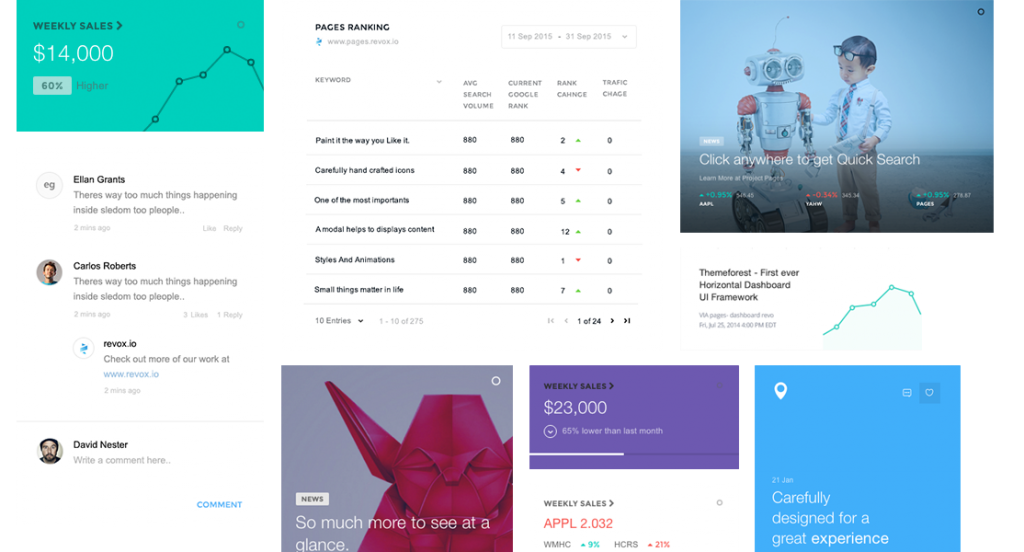 WEEKLY SALES
$14,000
60% Higher
eg
Ellan Grants
Theres way too much things happening
inside sledom too pleople..
2 mins ago Like Reply
Carlos Roberts
Theres way too much things happening
inside sledom too pleople..
2 mins ago 3 Likes 1 Reply
revox.io
Check out more of our work at
www.revox.io
2 mins ago
David Nester
Write a comment here..
COMMENT
PAGES RANKING
www.pages.revox.io
11 Sep 2015 - 31 Sep 2015
KEYWORD
AVG
SEARCH
VOLUME
CURRENT
GOOGLE
RANK
RANK
CAHNGE
TRAFIC
CHAGE
Paint it the way you Like it. 880 880 2 0
Carefully hand crafted icons 880 880 4 0
One of the most importants 880 880 5 0
A modal helps to displays content 880 880 12 0
Styles And Animations 880 880 1 0
Small things matter in life 880 880 7 0
10 Entries 1 - 10 of 275 1 of 24
NEWS
Click anywhere to get Quick Search
Learn More at Project Pages
+0.95% 345.34
AAPL
-0.34% 345.34
YAHW
+0.95% 278.87
PAGES
Themeforest - First ever
Horizontal Dashboard
UI Framework
VIA pages- dashboard revo
Fri, Jul 25, 2014 4:00 PM EDT
NEWS
So much more to see at a
glance.
WEEKLY SALES
$23,000
65% lower than last month
WEEKLY SALES
APPL 2.032
WMHC 9% HCRS 21%
21 Jan
Carefully
designed for a
great experience